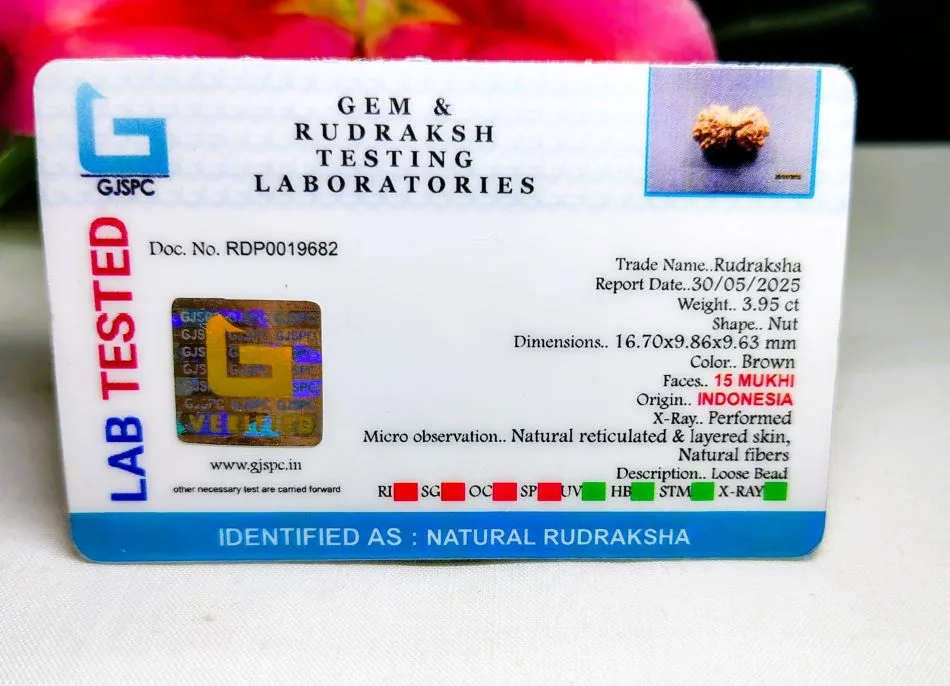 GEM &
RUDRAKSH
TESTING
LABORATORIES
GJSPC
LAB TESTED
Doc. No. RDP0019682
Trade Name..Rudraksha
Report Date..30/05/2025
Weight.. 3.95 ct
Shape.. Nut
Dimensions.. 16.70x9.86x9.63 mm
Color.. Brown
Faces.. 15 MUKHI
Origin.. INDONESIA
X-Ray.. Performed
Micro observation.. Natural reticulated & layered skin,
Natural fibers
Description.. Loose Bead
VERIFIED
www.gjspc.in
other necessary test are carried forward
RI SG OC SP UV HB STM X-RAY
IDENTIFIED AS : NATURAL RUDRAKSHA